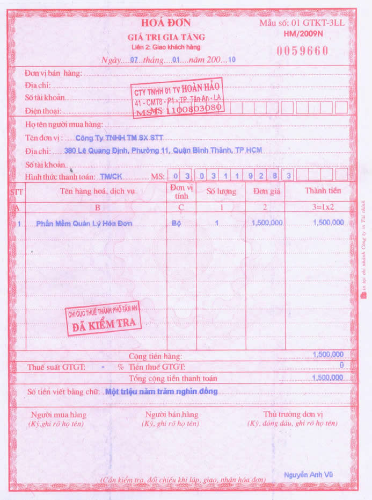 HOÁ ĐƠN
GIÁ TRỊ GIA TĂNG
Liên 2: Giao khách hàng
Mẫu số: 01 GTKT-3LL
HM/2009N
0059660
Ngày 07 tháng 01 năm 200 10
Đơn vị bán hàng:
Địa chỉ:
Số tài khoản
Điện thoại: MS:
CTY TNHH 01 TV HOÀN HẢO
41 - CMT8 - P1 - TP. Tân An - LA
MS: 1100803080
Họ tên người mua hàng:
Tên đơn vị: Công Ty TNHH TM SX STT
Địa chỉ: 380 Lê Quang Định, Phường 11, Quận Bình Thành, TP HCM
Số tài khoản:
Hình thức thanh toán: TM/CK MS: 0 3 0 3 1 1 9 2 6 3
STT Tên hàng hoá, dịch vụ Đơn vị tính Số lượng Đơn giá Thành tiền
A B C 1 2 3=1x2
1 Phần Mềm Quản Lý Hóa Đơn Bộ 1 1,500,000 1,500,000
CHI CỤC THUẾ THÀNH PHỐ TÂN AN
ĐÃ KIỂM TRA
Cộng tiền hàng: 1,500,000
Thuế suất GTGT: - % Tiền thuế GTGT: 0
Tổng cộng tiền thanh toán 1,500,000
Số tiền viết bằng chữ: Một triệu năm trăm nghìn đồng
Người mua hàng Người bán hàng Thủ trưởng đơn vị
(Ký, ghi rõ họ tên) (Ký, ghi rõ họ tên) (Ký, đóng dấu, ghi rõ họ tên)
Nguyễn Anh Vũ
(Cần kiểm tra, đối chiếu khi lập, giao, nhận hóa đơn)